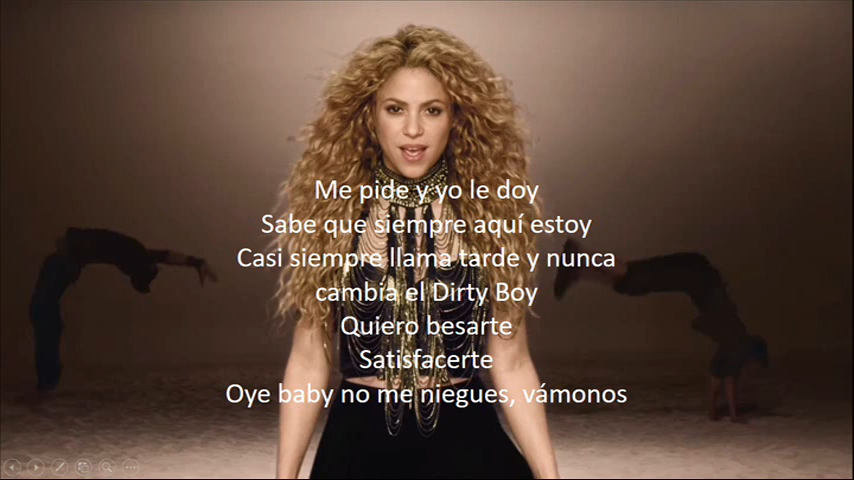 Me pide y yo le doy
Sabe que siempre aquí estoy
Casi siempre llama tarde y nunca
cambia el Dirty Boy
Quiero besarte
Satisfacerte
Oye baby no me niegues, vámonos